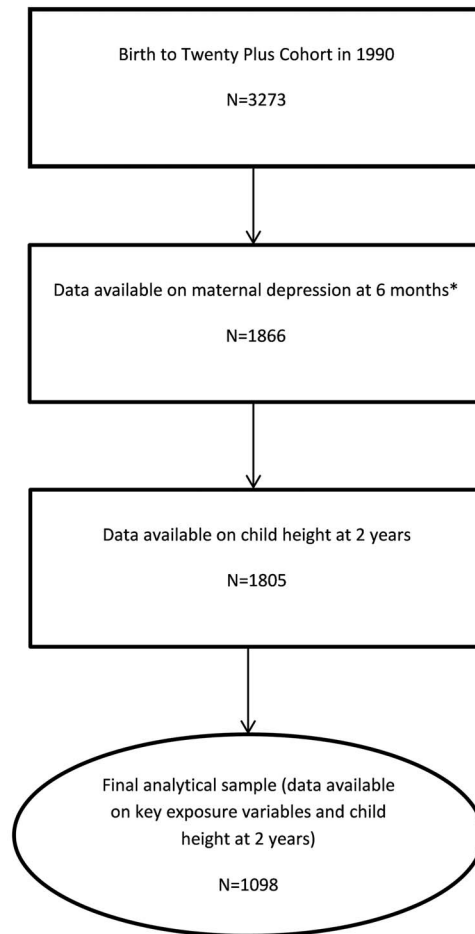 Birth to Twenty Plus Cohort in 1990
N=3273
Data available on maternal depression at 6 months*
N=1866
Data available on child height at 2 years
N=1805
Final analytical sample (data available
on key exposure variables and child
height at 2 years)
N=1098